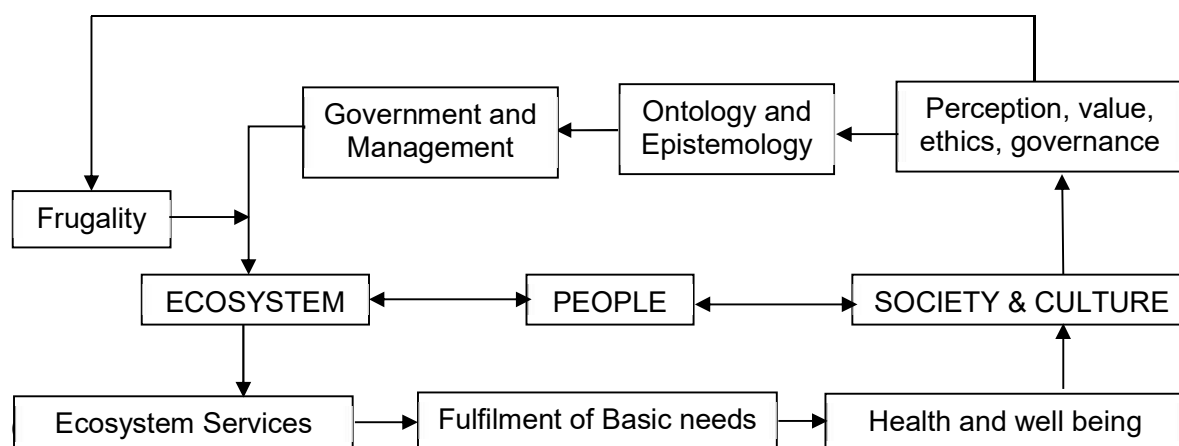 Government and
Management
Ontology and
Epistemology
Perception, value,
ethics, governance
Frugality
ECOSYSTEM
PEOPLE
SOCIETY & CULTURE
Ecosystem Services
Fulfilment of Basic needs
Health and well being